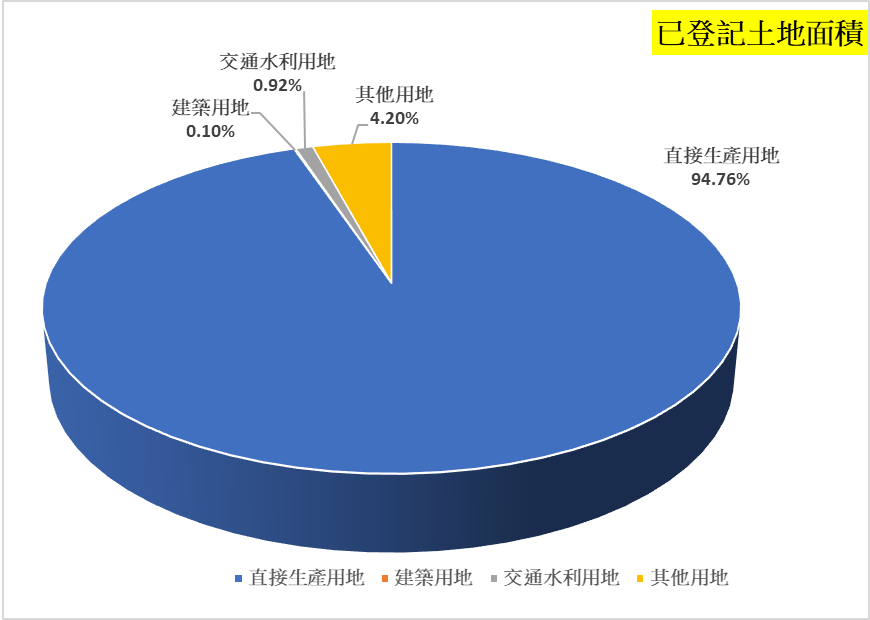 已登記土地面積
交通水利用地
0.92%
建築用地
0.10%
其他用地
4.20%
直接生產用地
94.76%
直接生產用地 建築用地 交通水利用地 其他用地